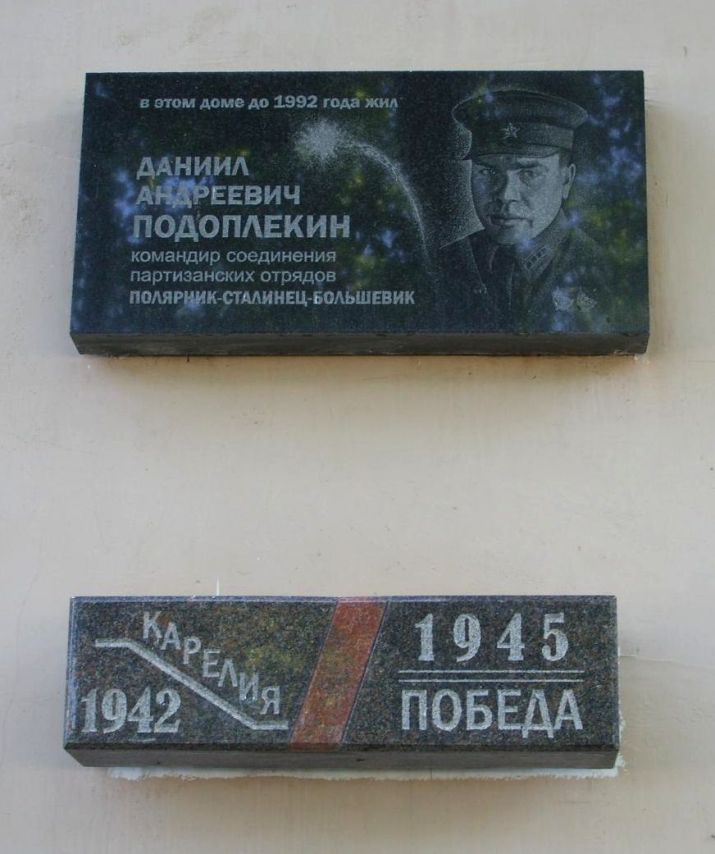 в этом доме до 1992 года жил
ДАНИИЛ
АНДРЕЕВИЧ
ПОДОПЛЕКИН
командир соединения
партизанских отрядов
ПОЛЯРНИК-СТАЛИНЕЦ-БОЛЬШЕВИК
КАРЕЛИЯ
1942
1945
ПОБЕДА